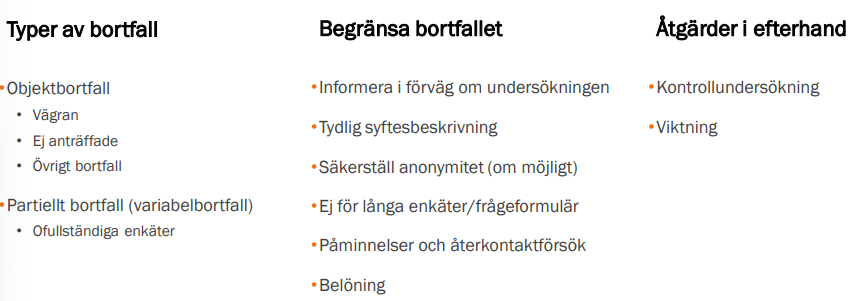 Typer av bortfall
•Objektbortfall
• Vägran
• Ej anträffade
• Övrigt bortfall
•Partiellt bortfall (variabelbortfall)
• Ofullständiga enkäter
Begränsa bortfallet
•Informera i förväg om undersökningen
•Tydlig syftesbeskrivning
•Säkerställ anonymitet (om möjligt)
•Ej för långa enkäter/frågeformulär
•Påminnelser och återkontaktförsök
•Belöning
Åtgärder i efterhand
•Kontrollundersökning
•Viktning